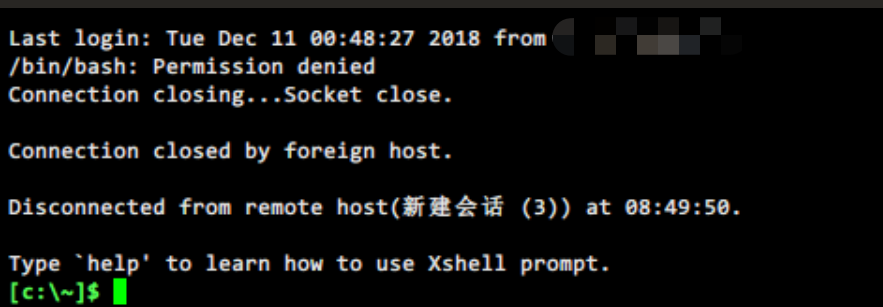 Last login: Tue Dec 11 00:48:27 2018 from
/bin/bash: Permission denied
Connection closing...Socket close.
Connection closed by foreign host.
Disconnected from remote host(新建会话 (3)) at 08:49:50.
Type `help' to learn how to use Xshell prompt.
[c:\~]$